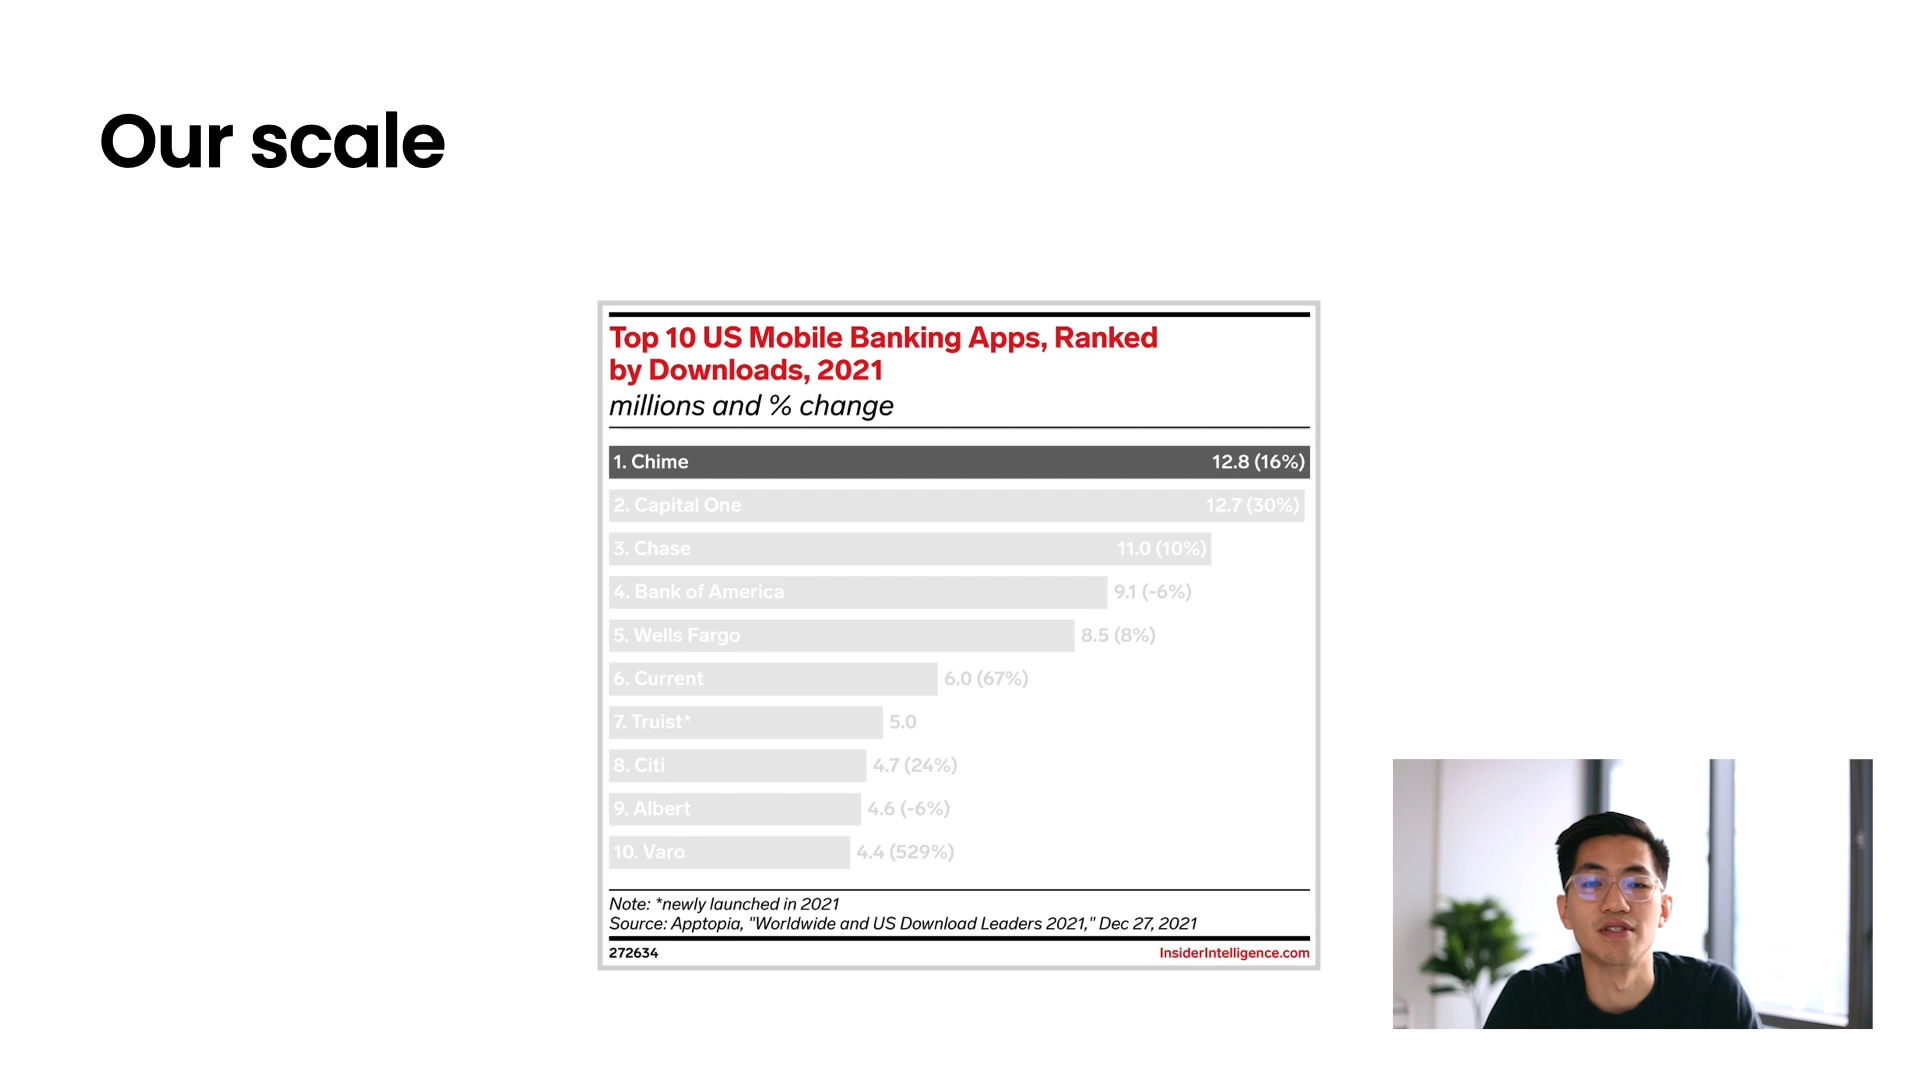 Our scale
Top 10 US Mobile Banking Apps, Ranked
by Downloads, 2021
millions and % change
1. Chime 12.8 (16%)
2. Capital One 12.7 (30%)
3. Chase 11.0 (10%)
4. Bank of America 9.1 (-6%)
5. Wells Fargo 8.5 (8%)
6. Current 6.0 (67%)
7. Truist* 5.0
8. Citi 4.7 (24%)
9. Albert 4.6 (-6%)
10. Varo 4.4 (529%)
Note: *newly launched in 2021
Source: Apptopia, "Worldwide and US Download Leaders 2021," Dec 27, 2021
272634 InsiderIntelligence.com